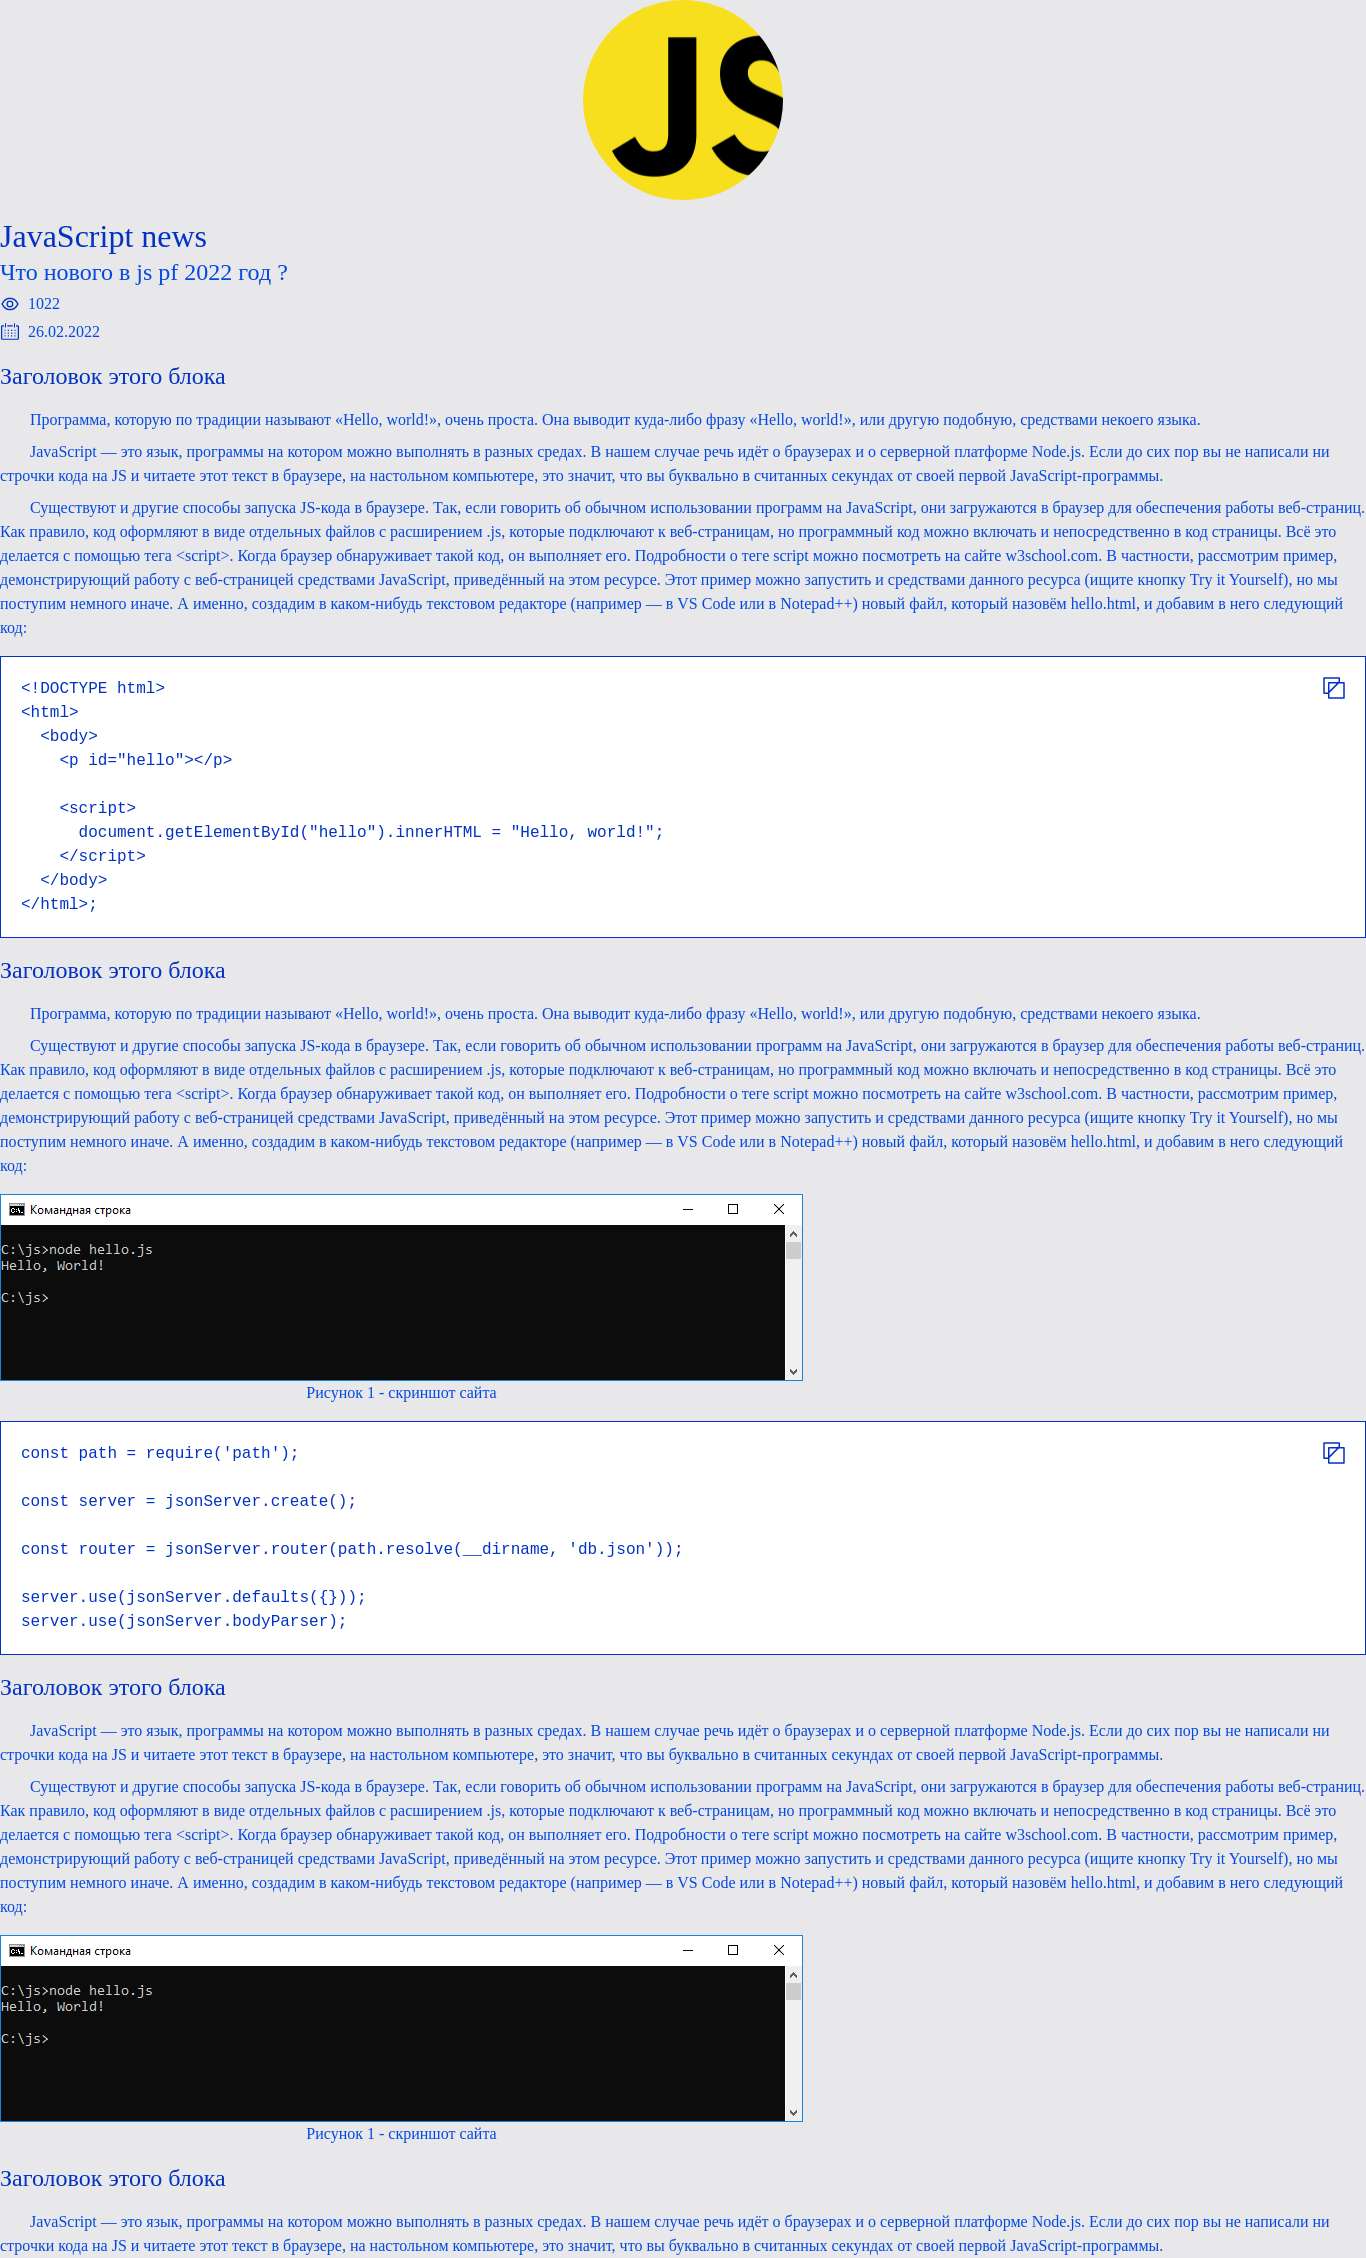 JS
JavaScript news
Что нового в js pf 2022 год ?
1022
26.02.2022
Заголовок этого блока
Программа, которую по традиции называют «Hello, world!», очень проста. Она выводит куда-либо фразу «Hello, world!», или другую подобную, средствами некоего языка.
JavaScript — это язык, программы на котором можно выполнять в разных средах. В нашем случае речь идёт о браузерах и о серверной платформе Node.js. Если до сих пор вы не написали ни
строчки кода на JS и читаете этот текст в браузере, на настольном компьютере, это значит, что вы буквально в считанных секундах от своей первой JavaScript-программы.
Существуют и другие способы запуска JS-кода в браузере. Так, если говорить об обычном использовании программ на JavaScript, они загружаются в браузер для обеспечения работы веб-страниц.
Как правило, код оформляют в виде отдельных файлов с расширением .js, которые подключают к веб-страницам, но программный код можно включать и непосредственно в код страницы. Всё это
делается с помощью тега <script>. Когда браузер обнаруживает такой код, он выполняет его. Подробности о теге script можно посмотреть на сайте w3school.com. В частности, рассмотрим пример,
демонстрирующий работу с веб-страницей средствами JavaScript, приведённый на этом ресурсе. Этот пример можно запустить и средствами данного ресурса (ищите кнопку Try it Yourself), но мы
поступим немного иначе. А именно, создадим в каком-нибудь текстовом редакторе (например — в VS Code или в Notepad++) новый файл, который назовём hello.html, и добавим в него следующий
код:
<!DOCTYPE html>
<html>
  <body>
    <p id="hello"></p>

    <script>
      document.getElementById("hello").innerHTML = "Hello, world!";
    </script>
  </body>
</html>;
Заголовок этого блока
Программа, которую по традиции называют «Hello, world!», очень проста. Она выводит куда-либо фразу «Hello, world!», или другую подобную, средствами некоего языка.
Существуют и другие способы запуска JS-кода в браузере. Так, если говорить об обычном использовании программ на JavaScript, они загружаются в браузер для обеспечения работы веб-страниц.
Как правило, код оформляют в виде отдельных файлов с расширением .js, которые подключают к веб-страницам, но программный код можно включать и непосредственно в код страницы. Всё это
делается с помощью тега <script>. Когда браузер обнаруживает такой код, он выполняет его. Подробности о теге script можно посмотреть на сайте w3school.com. В частности, рассмотрим пример,
демонстрирующий работу с веб-страницей средствами JavaScript, приведённый на этом ресурсе. Этот пример можно запустить и средствами данного ресурса (ищите кнопку Try it Yourself), но мы
поступим немного иначе. А именно, создадим в каком-нибудь текстовом редакторе (например — в VS Code или в Notepad++) новый файл, который назовём hello.html, и добавим в него следующий
код:
Командная строка
C:\js>node hello.js
Hello, World!
C:\js>
Рисунок 1 - скриншот сайта
const path = require('path');

const server = jsonServer.create();

const router = jsonServer.router(path.resolve(__dirname, 'db.json'));

server.use(jsonServer.defaults({}));
server.use(jsonServer.bodyParser);
Заголовок этого блока
JavaScript — это язык, программы на котором можно выполнять в разных средах. В нашем случае речь идёт о браузерах и о серверной платформе Node.js. Если до сих пор вы не написали ни
строчки кода на JS и читаете этот текст в браузере, на настольном компьютере, это значит, что вы буквально в считанных секундах от своей первой JavaScript-программы.
Существуют и другие способы запуска JS-кода в браузере. Так, если говорить об обычном использовании программ на JavaScript, они загружаются в браузер для обеспечения работы веб-страниц.
Как правило, код оформляют в виде отдельных файлов с расширением .js, которые подключают к веб-страницам, но программный код можно включать и непосредственно в код страницы. Всё это
делается с помощью тега <script>. Когда браузер обнаруживает такой код, он выполняет его. Подробности о теге script можно посмотреть на сайте w3school.com. В частности, рассмотрим пример,
демонстрирующий работу с веб-страницей средствами JavaScript, приведённый на этом ресурсе. Этот пример можно запустить и средствами данного ресурса (ищите кнопку Try it Yourself), но мы
поступим немного иначе. А именно, создадим в каком-нибудь текстовом редакторе (например — в VS Code или в Notepad++) новый файл, который назовём hello.html, и добавим в него следующий
код:
Командная строка
C:\js>node hello.js
Hello, World!
C:\js>
Рисунок 1 - скриншот сайта
Заголовок этого блока
JavaScript — это язык, программы на котором можно выполнять в разных средах. В нашем случае речь идёт о браузерах и о серверной платформе Node.js. Если до сих пор вы не написали ни
строчки кода на JS и читаете этот текст в браузере, на настольном компьютере, это значит, что вы буквально в считанных секундах от своей первой JavaScript-программы.